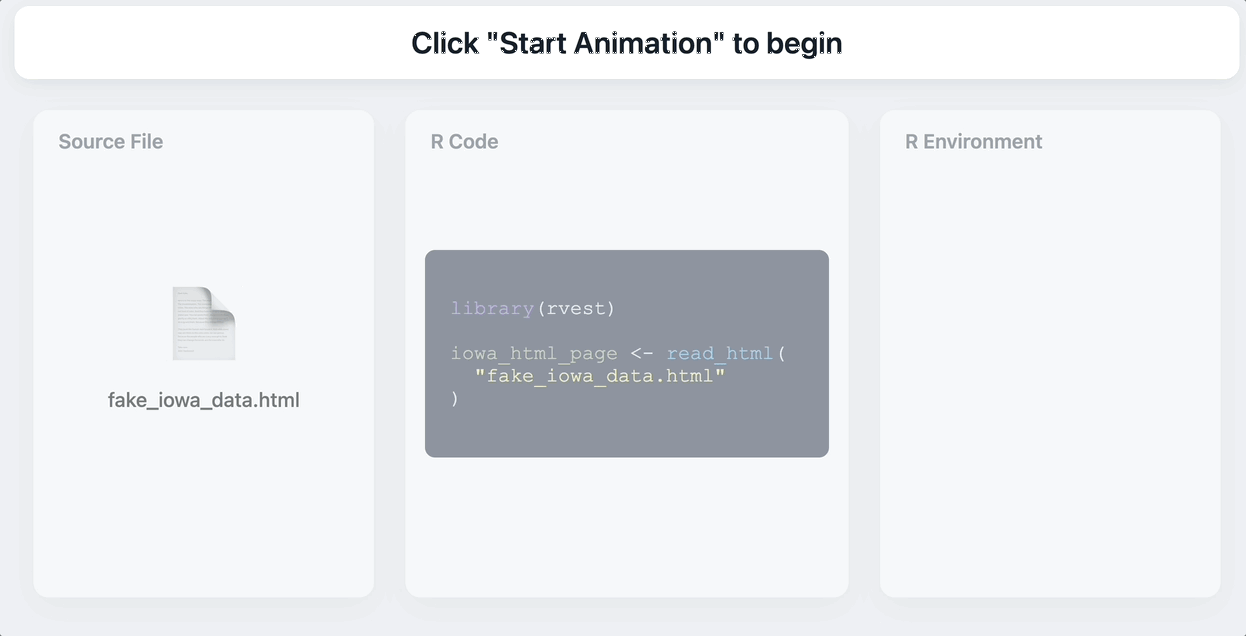 Click "Start Animation" to begin
Source File
fake_iowa_data.html
R Code
library(rvest)
iowa_html_page <- read_html(
  "fake_iowa_data.html"
)
R Environment